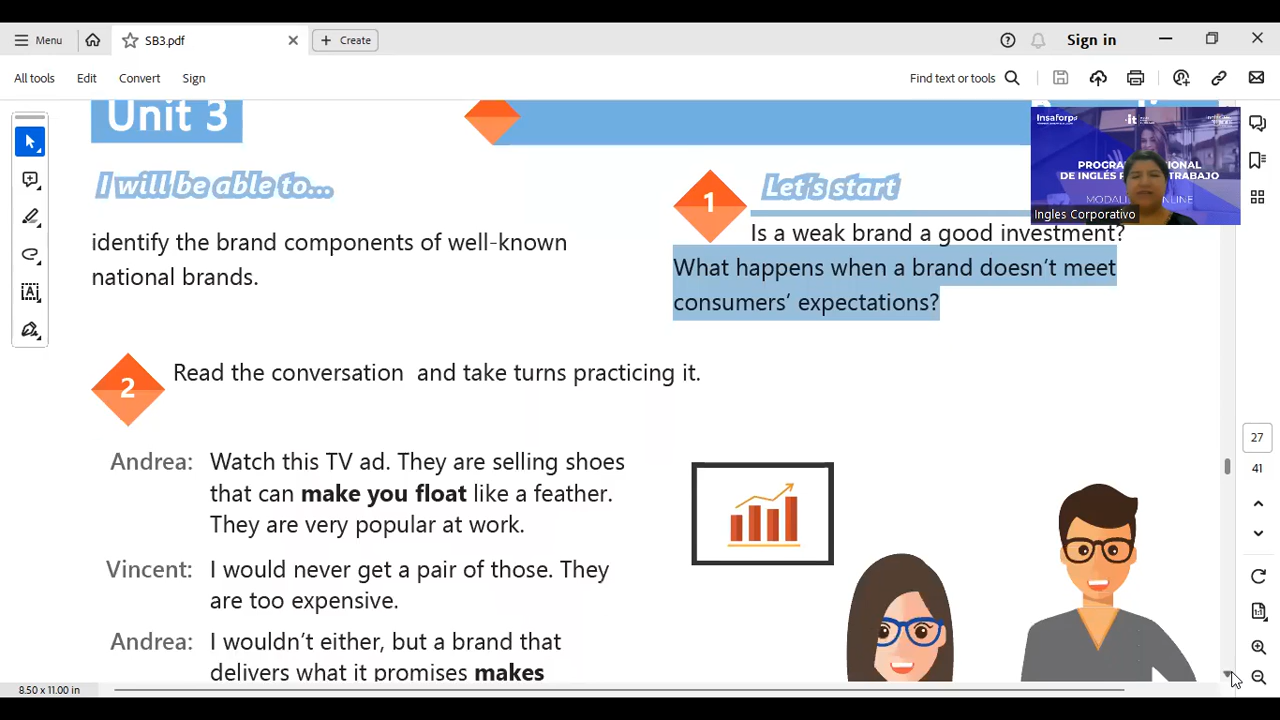 Menu
SB3.pdf
Create
Sign in
All tools
Edit
Convert
Sign
Find text or tools
Unit 3
I will be able to...
identify the brand components of well-known
national brands.
1
Let's start
Is a weak brand a good investment?
What happens when a brand doesn't meet
consumers' expectations?
Insaforp
it
DE INGLÉS
TRABAJO
Ingles Corporativo
2
Read the conversation and take turns practicing it.
Andrea: Watch this TV ad. They are selling shoes
that can make you float like a feather.
They are very popular at work.
Vincent: I would never get a pair of those. They
are too expensive.
Andrea: I wouldn't either, but a brand that
delivers what it promises makes
27
41
8.50 x 11.00 in